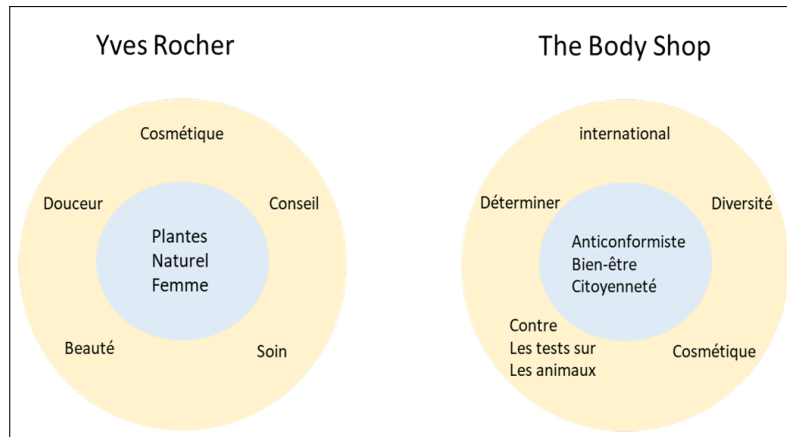 Yves Rocher
Cosmétique
Douceur
Conseil
Plantes
Naturel
Femme
Beauté
Soin
The Body Shop
international
Déterminer
Diversité
Anticonformiste
Bien-être
Citoyenneté
Contre
Les tests sur
Les animaux
Cosmétique